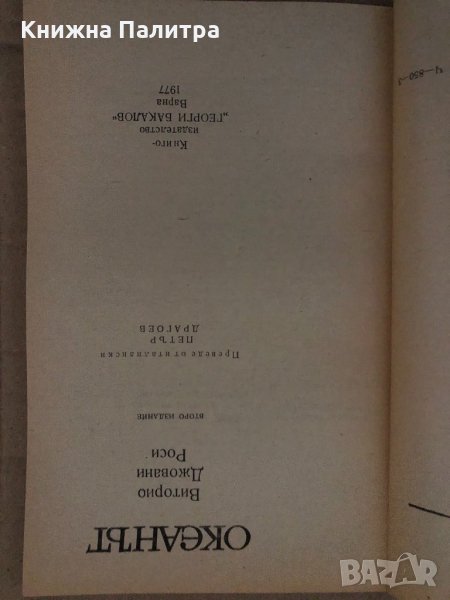 Книжна Палитра
ОКЕАНЪТ
Виторио
Джовани
Роси
ВТОРО ИЗДАНИЕ
Преведе от италиански
ПЕТЪР
ДРАГОЕВ
Книго-
издателство
„ГЕОРГИ БАКАЛОВ“
Варна
1977
BAZAR